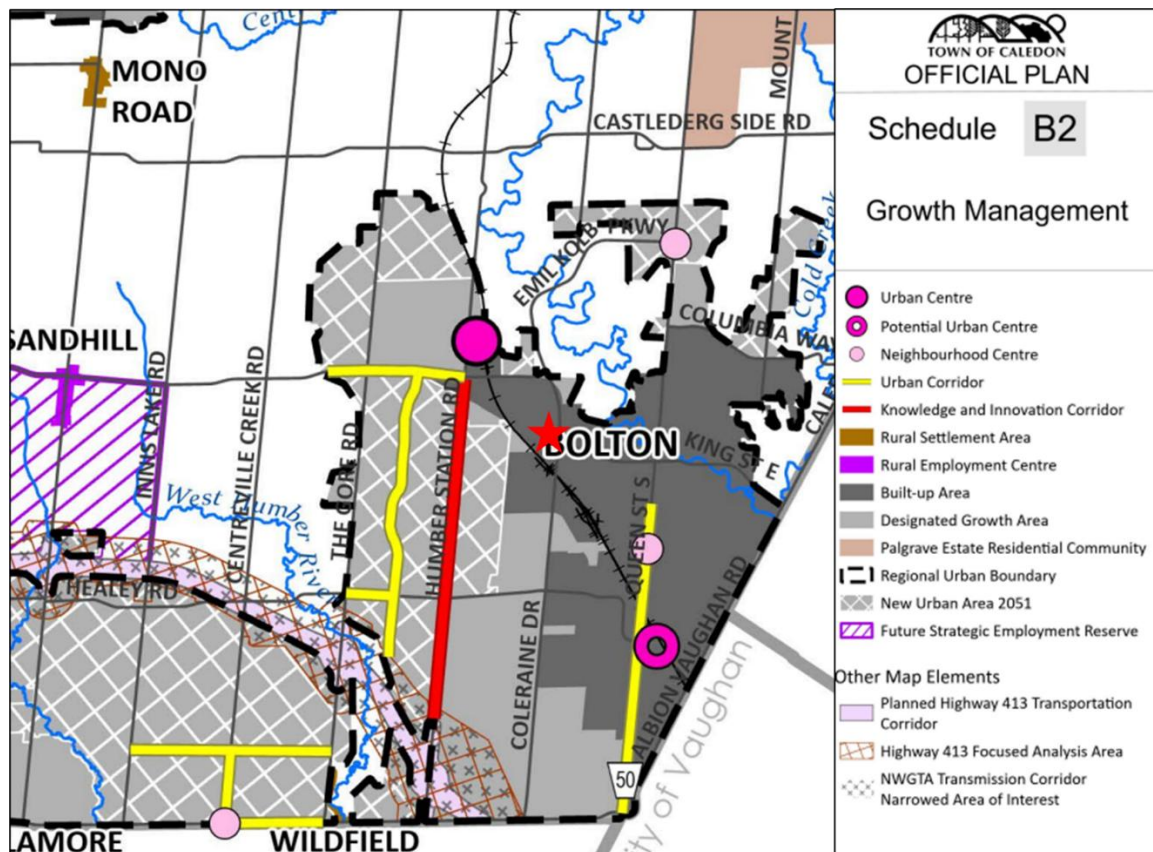 Cent
MONO
ROAD
MOUNT
CASTLEDERG SIDE RD
Cold Creek
EMIL KOLB
PKWY
COLUMBIA WAY
SANDHILL
INNIS LAKE RD
CENTREVILLE CREEK RD
THE GORE RD
HUMBER STATION RD
BOLTON
KING ST E
CALE
West Humber River
HEALEY RD
COLERAINE DR
QUEEN ST S
ALBION VAUGHAN RD
ity of Vaughan
50
LAMORE
WILDFIELD
TOWN OF CALEDON
OFFICIAL PLAN
Schedule B2
Growth Management
Urban Centre
Potential Urban Centre
Neighbourhood Centre
Urban Corridor
Knowledge and Innovation Corridor
Rural Settlement Area
Rural Employment Centre
Built-up Area
Designated Growth Area
Palgrave Estate Residential Community
Regional Urban Boundary
New Urban Area 2051
Future Strategic Employment Reserve
Other Map Elements
Planned Highway 413 Transportation
Corridor
Highway 413 Focused Analysis Area
NWGTA Transmission Corridor
Narrowed Area of Interest